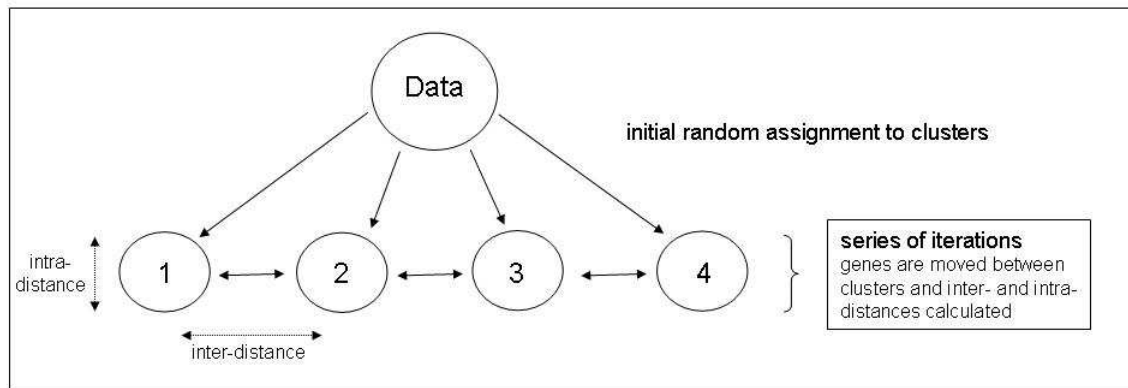 Data
initial random assignment to clusters
intra-
distance
1
2
3
4
inter-distance
series of iterations
genes are moved between
clusters and inter- and intra-
distances calculated